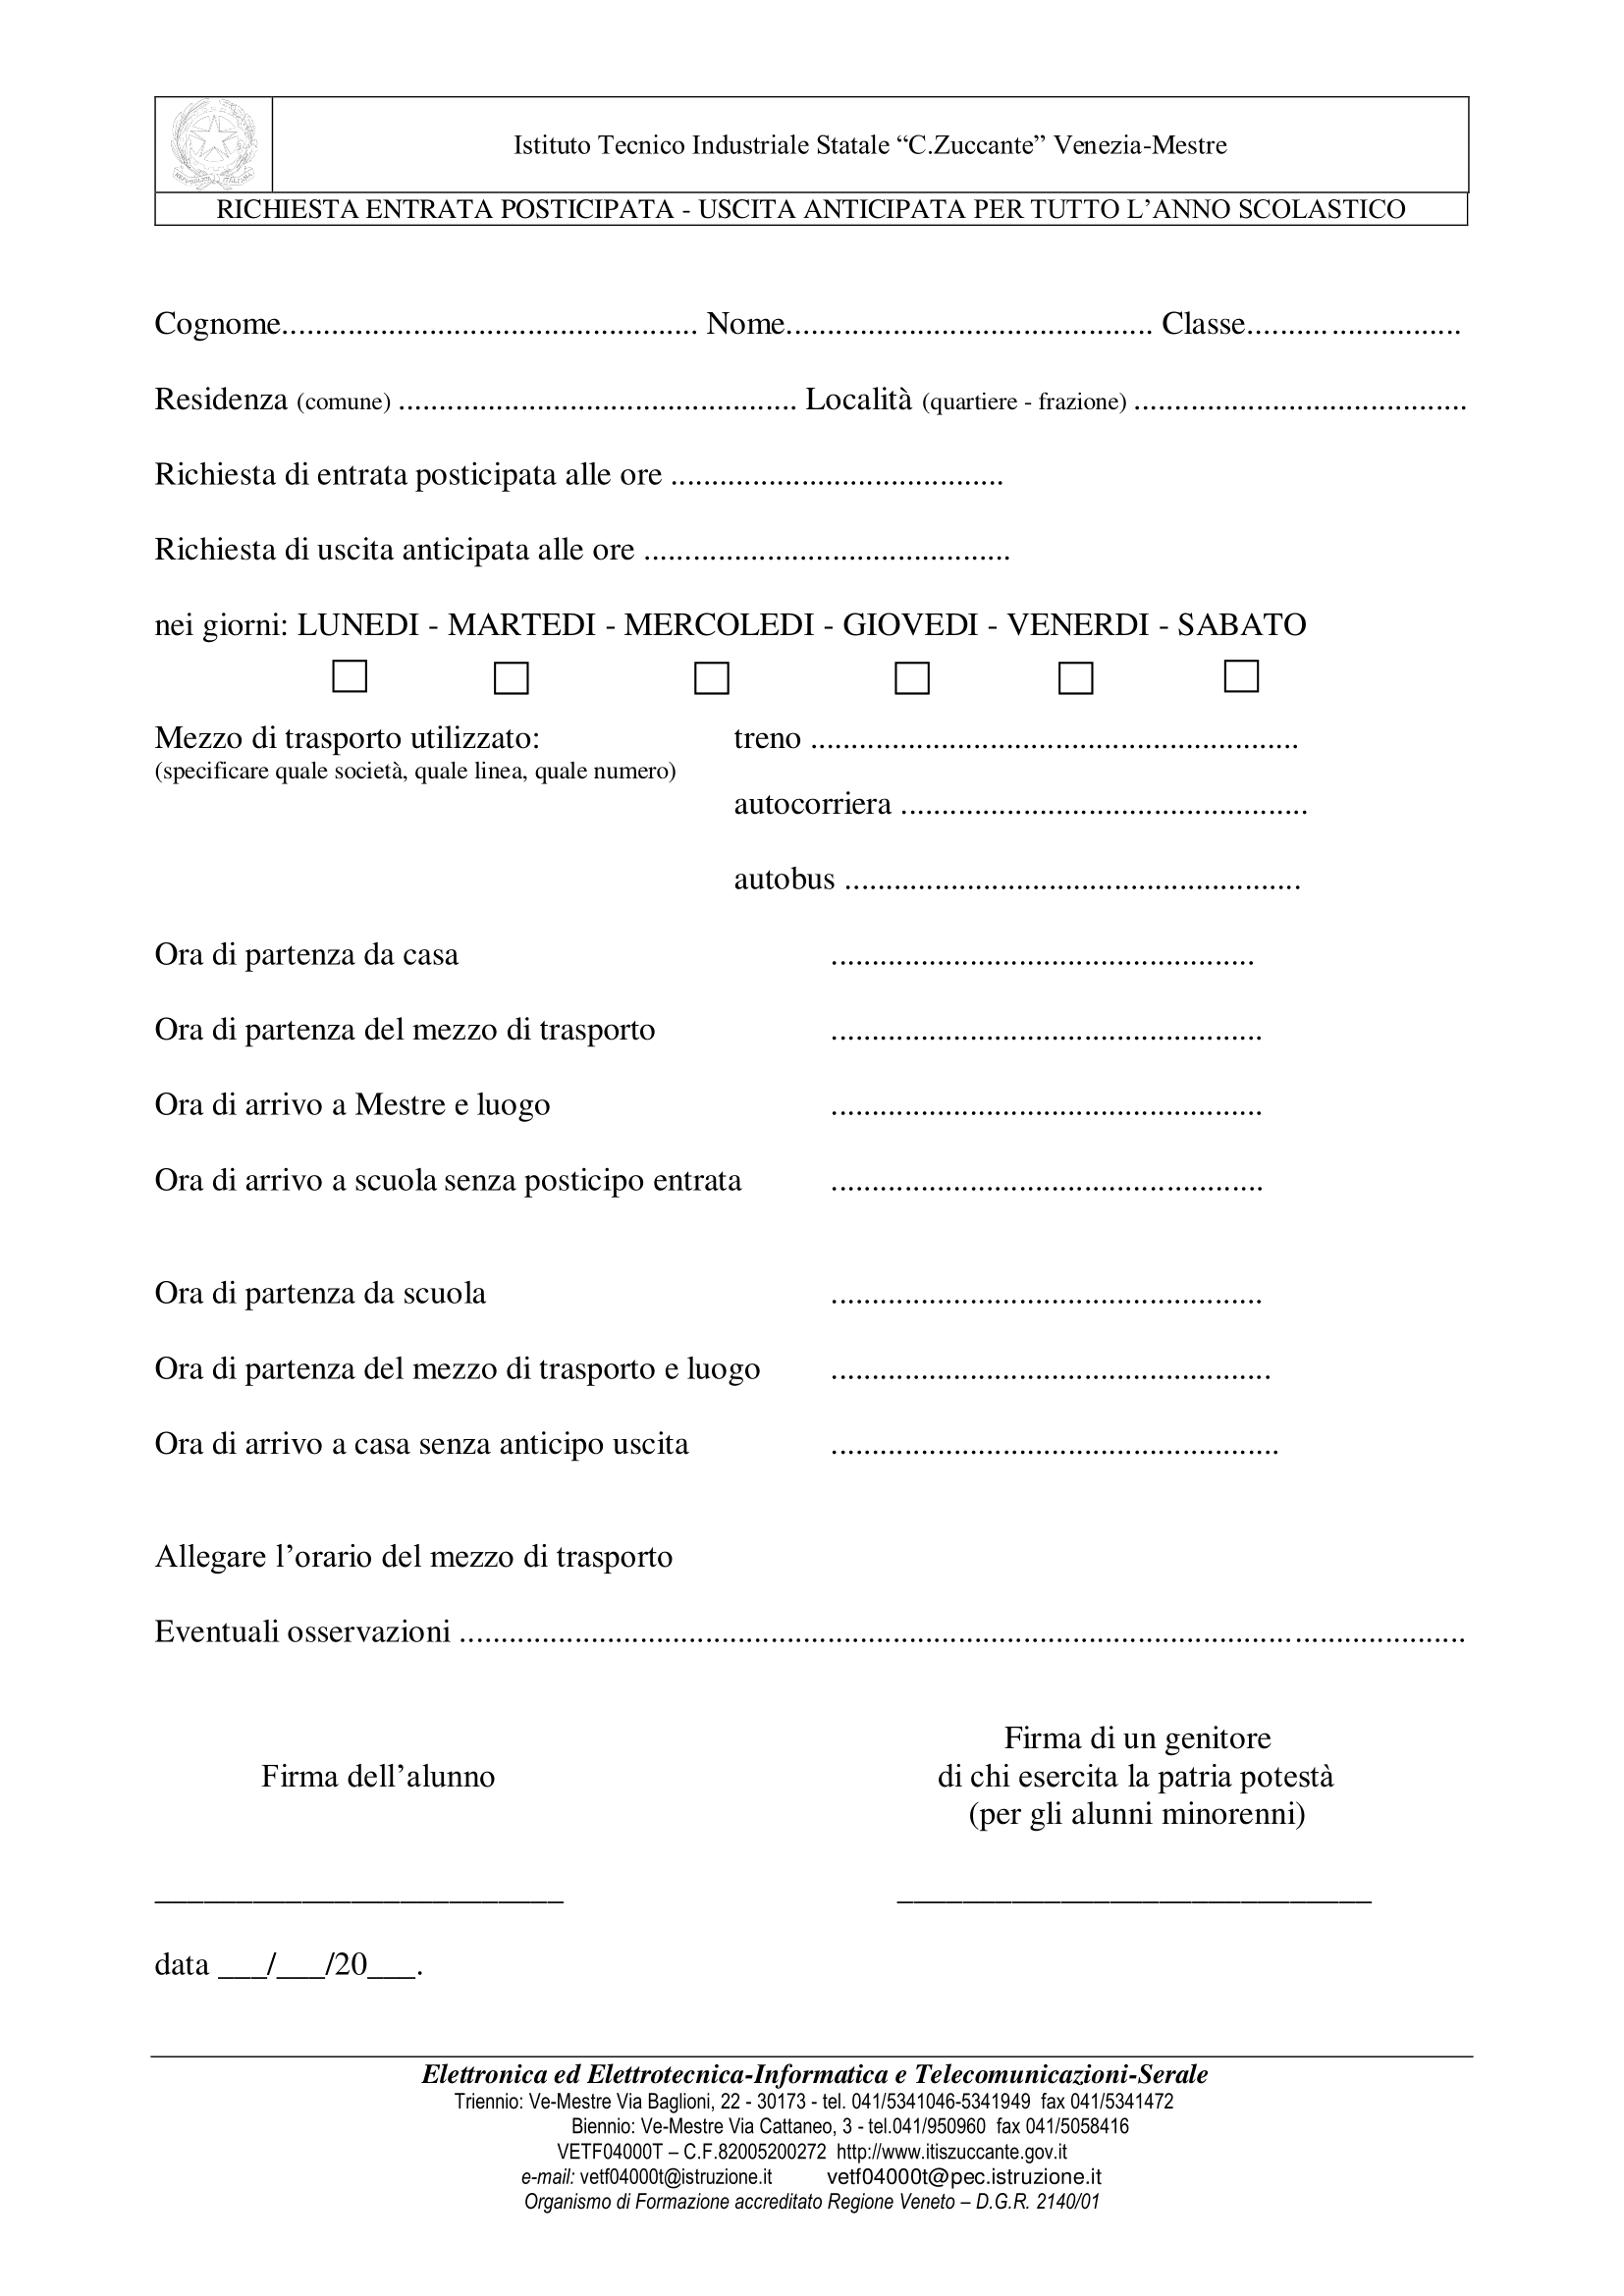 Istituto Tecnico Industriale Statale “C.Zuccante” Venezia-Mestre
RICHIESTA ENTRATA POSTICIPATA - USCITA ANTICIPATA PER TUTTO L’ANNO SCOLASTICO
Cognome................................................... Nome............................................. Classe..........................
Residenza (comune) ................................................. Località (quartiere - frazione) .........................................
Richiesta di entrata posticipata alle ore .........................................
Richiesta di uscita anticipata alle ore .............................................
nei giorni: LUNEDI - MARTEDI - MERCOLEDI - GIOVEDI - VENERDI - SABATO
Mezzo di trasporto utilizzato: treno ............................................................
(specificare quale società, quale linea, quale numero)
autocorriera ..................................................
autobus ........................................................
Ora di partenza da casa ....................................................
Ora di partenza del mezzo di trasporto .....................................................
Ora di arrivo a Mestre e luogo .....................................................
Ora di arrivo a scuola senza posticipo entrata .....................................................
Ora di partenza da scuola .....................................................
Ora di partenza del mezzo di trasporto e luogo ......................................................
Ora di arrivo a casa senza anticipo uscita .......................................................
Allegare l’orario del mezzo di trasporto
Eventuali osservazioni ...........................................................................................................................
Firma di un genitore
Firma dell’alunno di chi esercita la patria potestà
(per gli alunni minorenni)
_________________________ _____________________________
data ___/___/20___.
Elettronica ed Elettrotecnica-Informatica e Telecomunicazioni-Serale
Triennio: Ve-Mestre Via Baglioni, 22 - 30173 - tel. 041/5341046-5341949 fax 041/5341472
Biennio: Ve-Mestre Via Cattaneo, 3 - tel.041/950960 fax 041/5058416
VETF04000T – C.F.82005200272 http://www.itiszuccante.gov.it
e-mail: vetf04000t@istruzione.it vetf04000t@pec.istruzione.it
Organismo di Formazione accreditato Regione Veneto – D.G.R. 2140/01